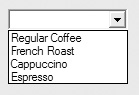 Regular Coffee
French Roast
Cappuccino
Espresso